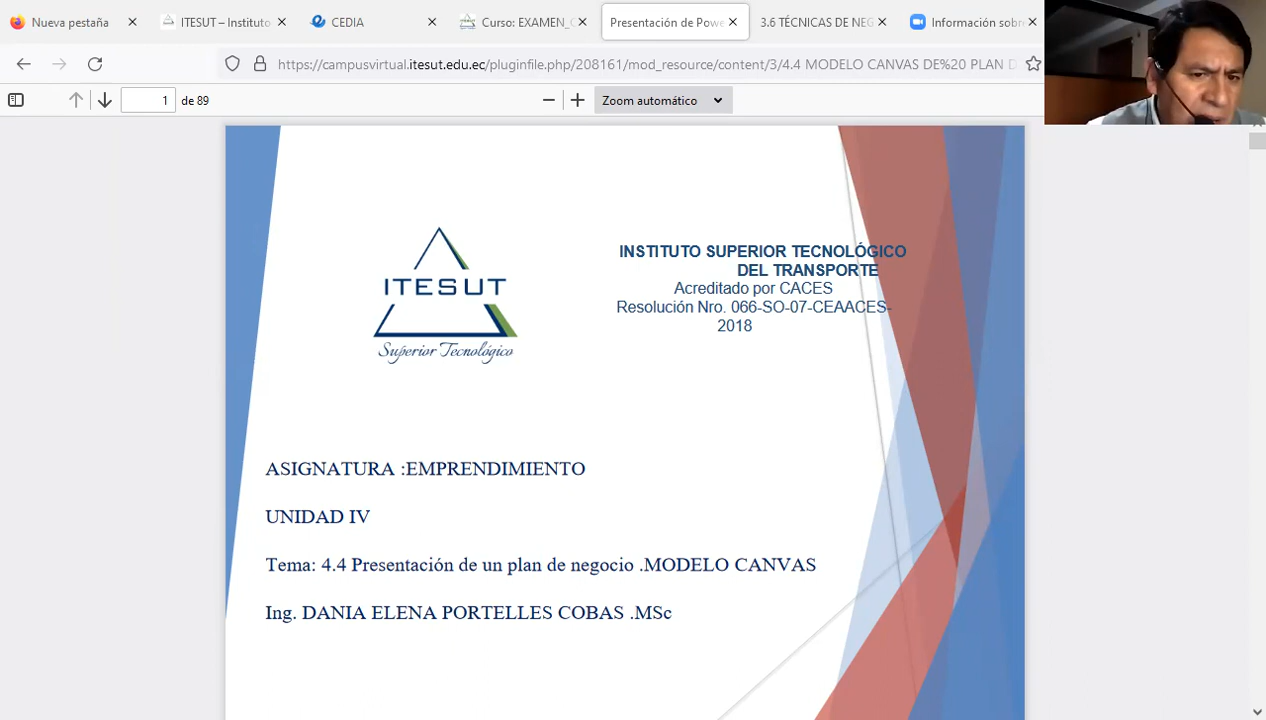 Nueva pestaña
ITESUT – Instituto
CEDIA
Curso: EXAMEN_
Presentación de Powe
3.6 TÉCNICAS DE NEG
Información sob
https://campusvirtual.itesut.edu.ec/pluginfile.php/208161/mod_resource/content/3/4.4 MODELO CANVAS DE%20 PLAN D
1
de 89
Zoom automático
ITESUT
Superior Tecnológico
INSTITUTO SUPERIOR TECNOLÓGICO
DEL TRANSPORTE
Acreditado por CACES
Resolución Nro. 066-SO-07-CEAACES-
2018
ASIGNATURA :EMPRENDIMIENTO
UNIDAD IV
Tema: 4.4 Presentación de un plan de negocio .MODELO CANVAS
Ing. DANIA ELENA PORTELLES COBAS .MSc